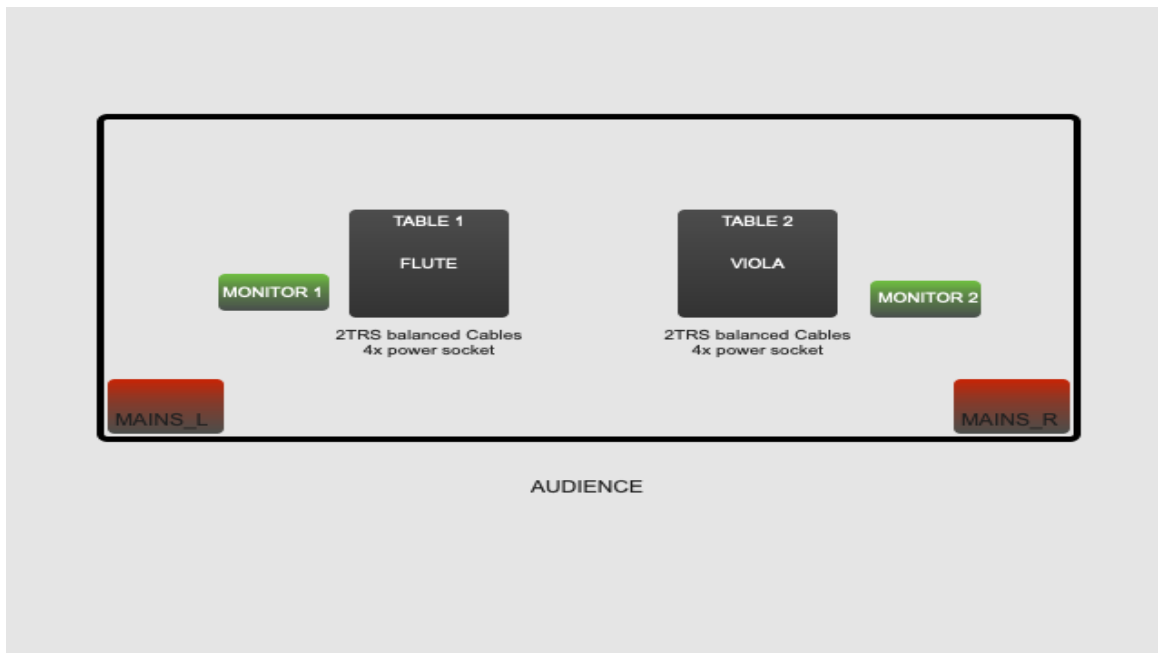 TABLE 1
FLUTE
TABLE 2
VIOLA
MONITOR 1
MONITOR 2
2TRS balanced Cables
4x power socket
2TRS balanced Cables
4x power socket
MAINS_L
MAINS_R
AUDIENCE